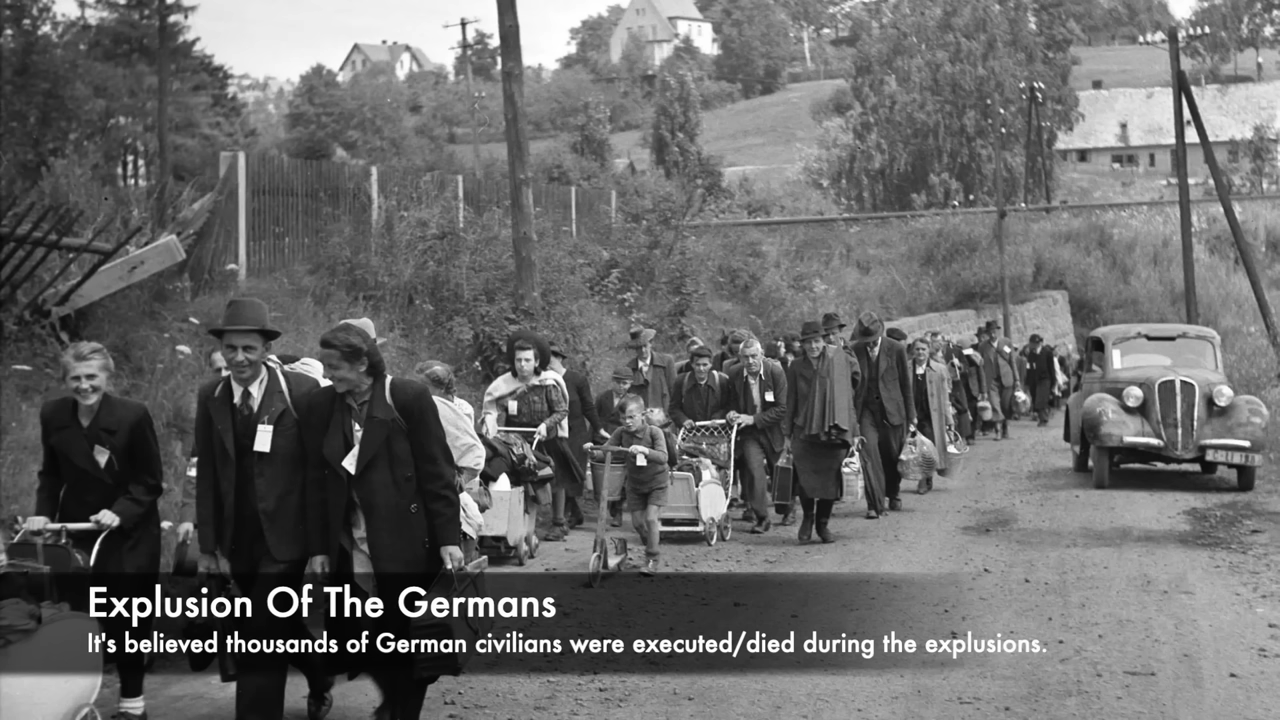 Explusion Of The Germans
It's believed thousands of German civilians were executed/died during the explusions.